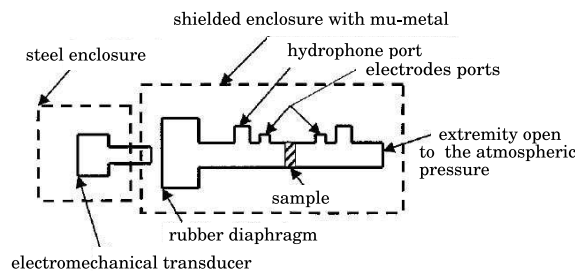 shielded enclosure with mu-metal
steel enclosure
hydrophone port
electrodes ports
extremity open
to the atmospheric
pressure
sample
rubber diaphragm
electromechanical transducer